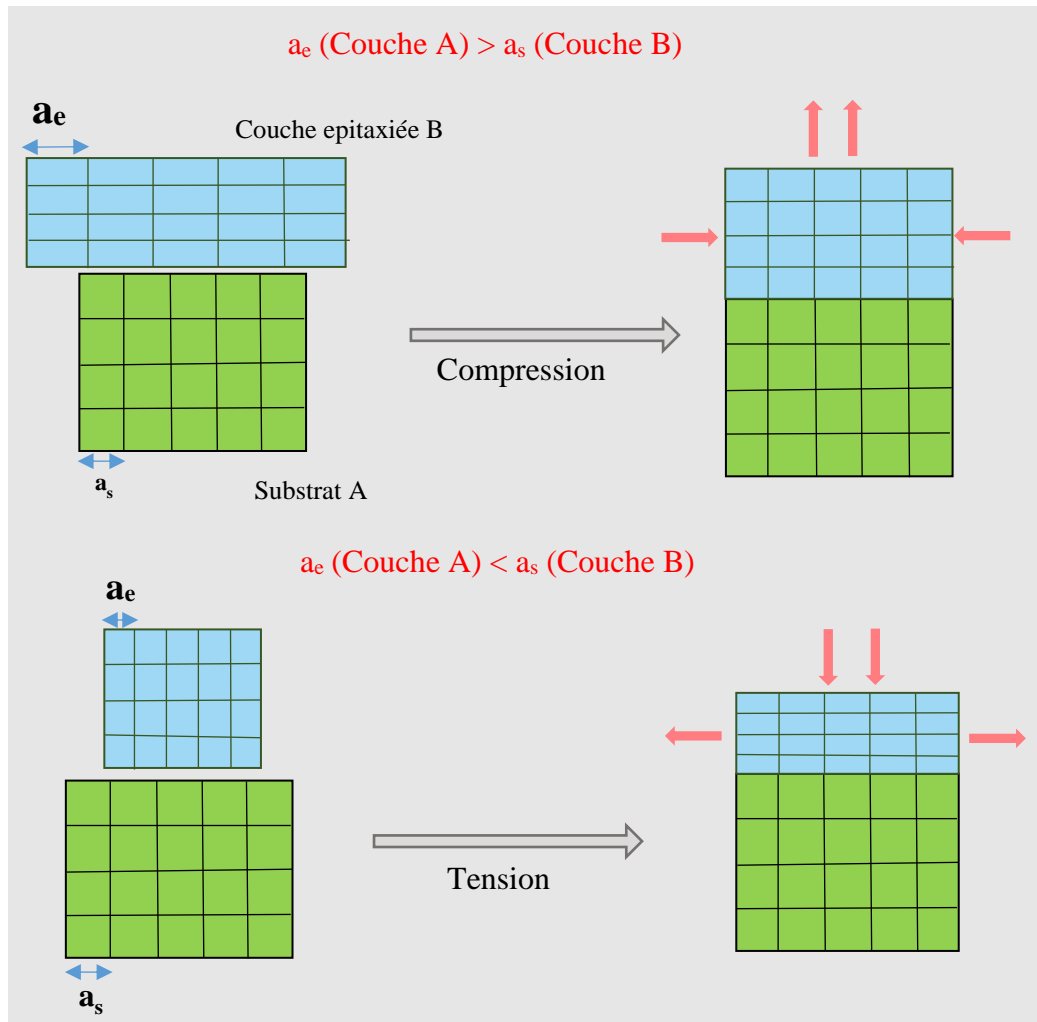 aₑ (Couche A) > aₛ (Couche B)
aₑ
Couche epitaxiée B
Compression
aₛ
Substrat A
aₑ (Couche A) < aₛ (Couche B)
aₑ
Tension
aₛ